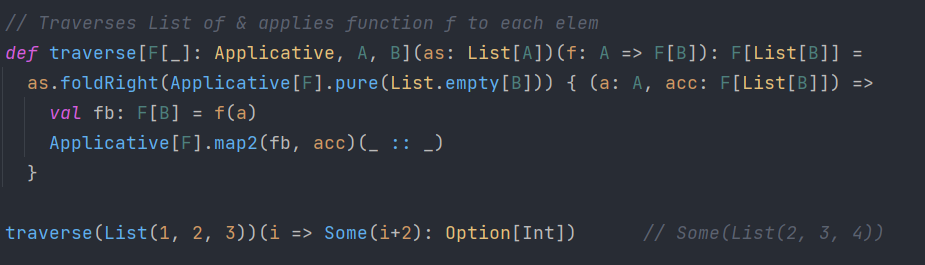 // Traverses List of & applies function f to each elem
def traverse[F[_]: Applicative, A, B](as: List[A])(f: A => F[B]): F[List[B]] =
  as.foldRight(Applicative[F].pure(List.empty[B])) { (a: A, acc: F[List[B]]) =>
    val fb: F[B] = f(a)
    Applicative[F].map2(fb, acc)(_ :: _)
  }
traverse(List(1, 2, 3))(i => Some(i+2): Option[Int])      // Some(List(2, 3, 4))